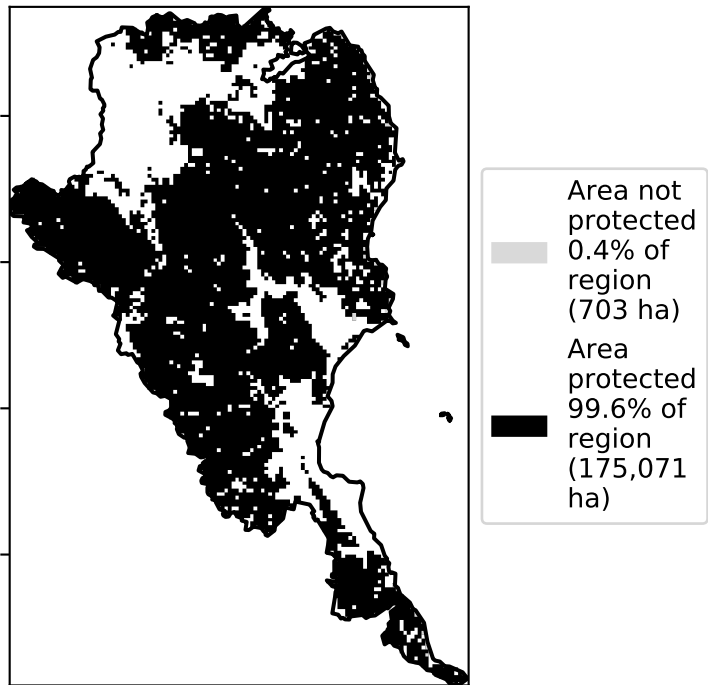 Area not
protected
0.4% of
region
(703 ha)
Area
protected
99.6% of
region
(175,071
ha)